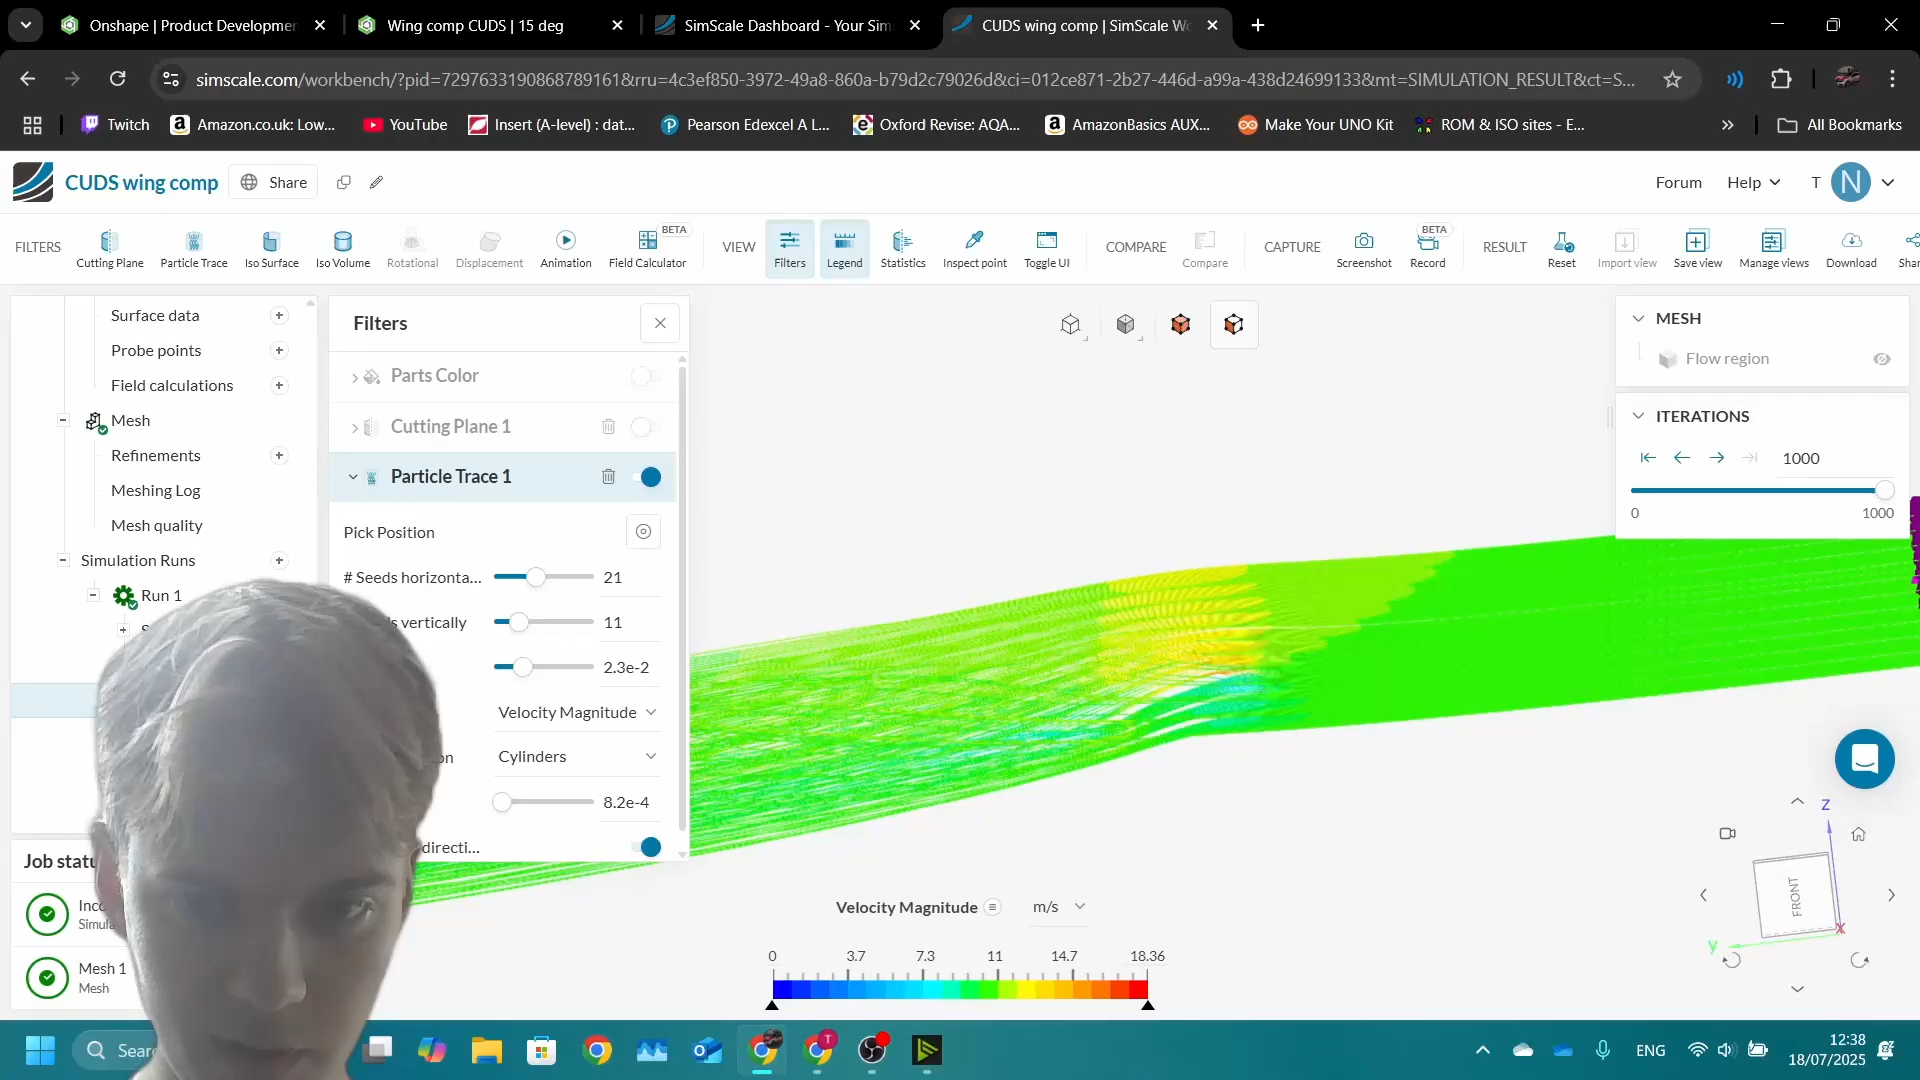 Onshape | Product Developmen
Wing comp CUDS | 15 deg
SimScale Dashboard - Your Sim
CUDS wing comp | SimScale Wo
simscale.com/workbench/?pid=7297633190868789161&rru=4c3ef850-3972-49a8-860a-b79d2c79026d&ci=012ce871-2b27-446d-a99a-438d24699133&mt=SIMULATION_RESULT&ct=S...
Twitch
Amazon.co.uk: Low...
YouTube
Insert (A-level) : dat...
Pearson Edexcel A L...
Oxford Revise: AQA...
AmazonBasics AUX...
Make Your UNO Kit
ROM & ISO sites - E...
All Bookmarks
CUDS wing comp
Share
Forum
Help
T
N
FILTERS
Cutting Plane
Particle Trace
Iso Surface
Iso Volume
Rotational
Displacement
Animation
BETA
Field Calculator
VIEW
Filters
Legend
Statistics
Inspect point
Toggle UI
COMPARE
Compare
CAPTURE
Screenshot
BETA
Record
RESULT
Reset
Import view
Save view
Manage views
Download
Shar
Surface data
Probe points
Field calculations
Mesh
Refinements
Meshing Log
Mesh quality
Simulation Runs
Run 1
S
Job statu
Inco
Simula
Mesh 1
Mesh
Filters
Parts Color
Cutting Plane 1
Particle Trace 1
Pick Position
# Seeds horizonta... 21
s vertically 11
2.3e-2
Velocity Magnitude
on Cylinders
8.2e-4
directi...
MESH
Flow region
ITERATIONS
1000
0 1000
Velocity Magnitude m/s
0 3.7 7.3 11 14.7 18.36
Z
FRONT
X
Y
Searc
T
ENG
12:38
18/07/2025